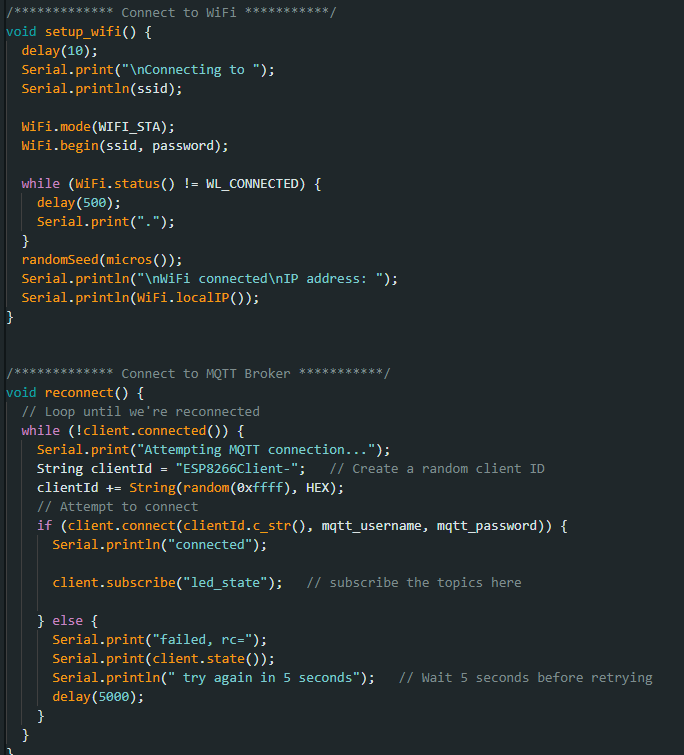 /************* Connect to WiFi ***********/
void setup_wifi() {
  delay(10);
  Serial.print("\nConnecting to ");
  Serial.println(ssid);

  WiFi.mode(WIFI_STA);
  WiFi.begin(ssid, password);

  while (WiFi.status() != WL_CONNECTED) {
    delay(500);
    Serial.print(".");
  }
  randomSeed(micros());
  Serial.println("\nWiFi connected\nIP address: ");
  Serial.println(WiFi.localIP());
}


/************* Connect to MQTT Broker ***********/
void reconnect() {
  // Loop until we're reconnected
  while (!client.connected()) {
    Serial.print("Attempting MQTT connection...");
    String clientId = "ESP8266Client-";   // Create a random client ID
    clientId += String(random(0xffff), HEX);
    // Attempt to connect
    if (client.connect(clientId.c_str(), mqtt_username, mqtt_password)) {
      Serial.println("connected");

      client.subscribe("led_state");   // subscribe the topics here

    } else {
      Serial.print("failed, rc=");
      Serial.print(client.state());
      Serial.println(" try again in 5 seconds");   // Wait 5 seconds before retrying
      delay(5000);
    }
  }
}